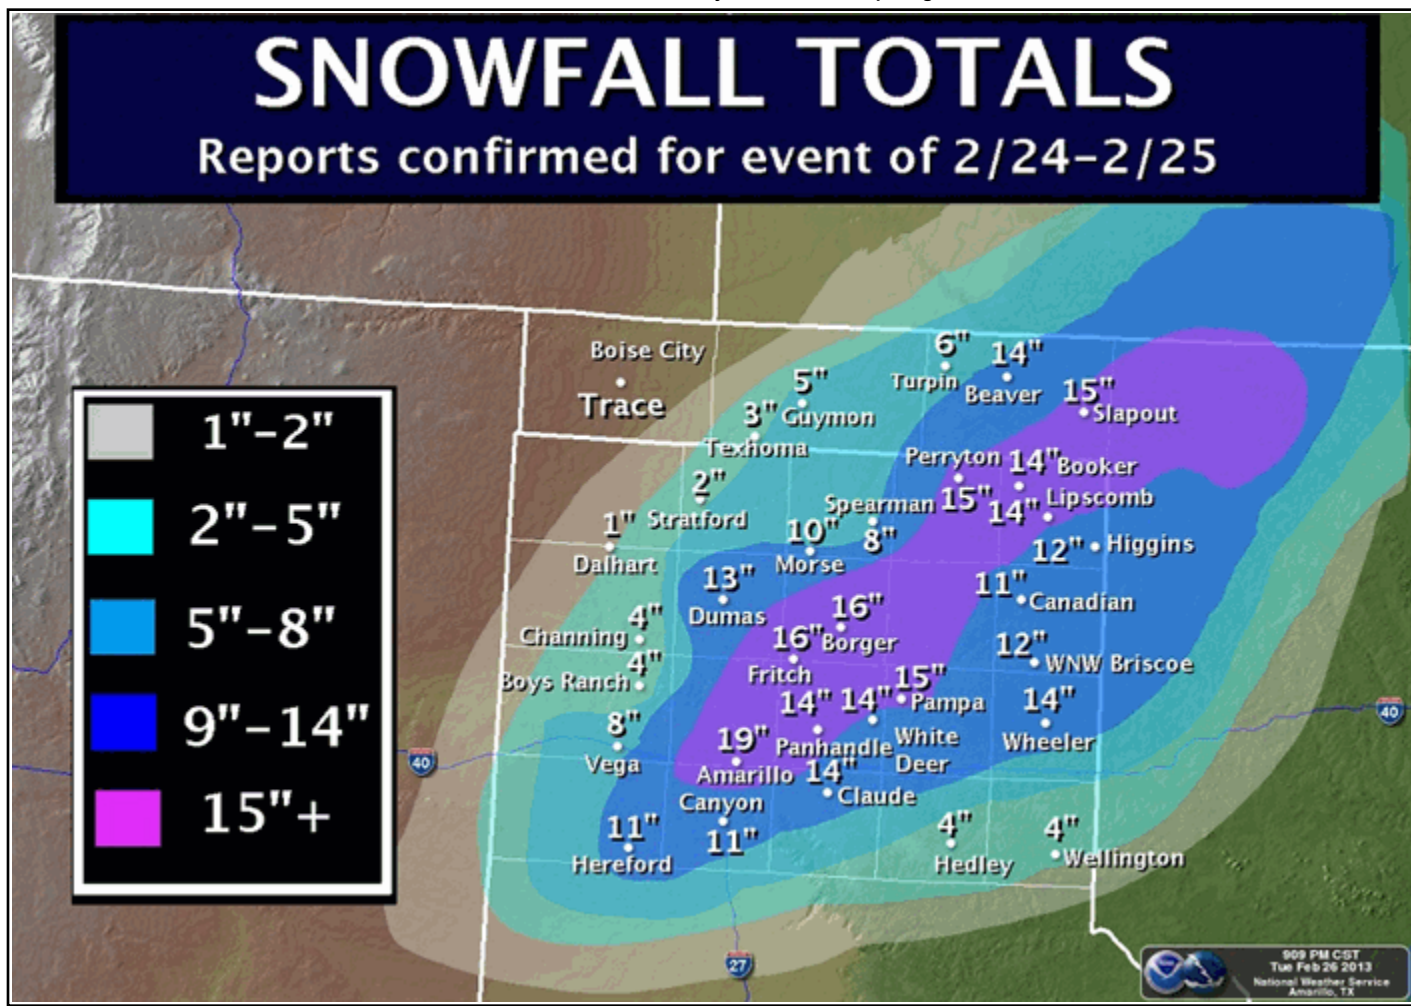 SNOWFALL TOTALS
Reports confirmed for event of 2/24-2/25
1"-2"
2"-5"
5"-8"
9"-14"
15"+
Boise City
Trace
6"
Turpin
14"
Beaver
5"
Guymon
15"
Slapout
3"
Texhoma
Perryton
15"
14" Booker
2"
Stratford
Spearman
8"
14" Lipscomb
1"
Dalhart
10"
Morse
12" Higgins
13"
Dumas
11" Canadian
4"
Channing
16"
Borger
16"
Fritch
12" WNW Briscoe
4"
Boys Ranch
15"
Pampa
14"
Panhandle
14"
White
Deer
14"
Wheeler
8"
Vega
19"
Amarillo
14" Claude
Canyon
11"
11"
Hereford
4"
Hedley
4"
Wellington
40
40
27
909 PM CST
Tue Feb 26 2013
National Weather Service
Amarillo, TX